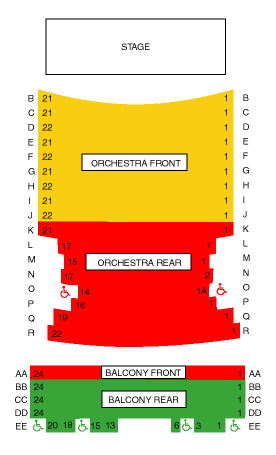 STAGE
B 21 1 B
C 21 1 C
D 22 1 D
E 21 1 E
F 22 1 F
ORCHESTRA FRONT
G 21 1 G
H 22 1 H
I 21 1 I
J 22 1 J
K 21 1 K
L 17 1 L
M 15 ORCHESTRA REAR 1 M
N 17 2 N
O 14 1A O
P 16 1 P
Q 19 1 Q
R 22 1 R
AA 24 BALCONY FRONT 1 AA
BB 24 1 BB
CC 24 BALCONY REAR 1 CC
DD 24 1 DD
EE 20 18 15 13 6 3 1 EE